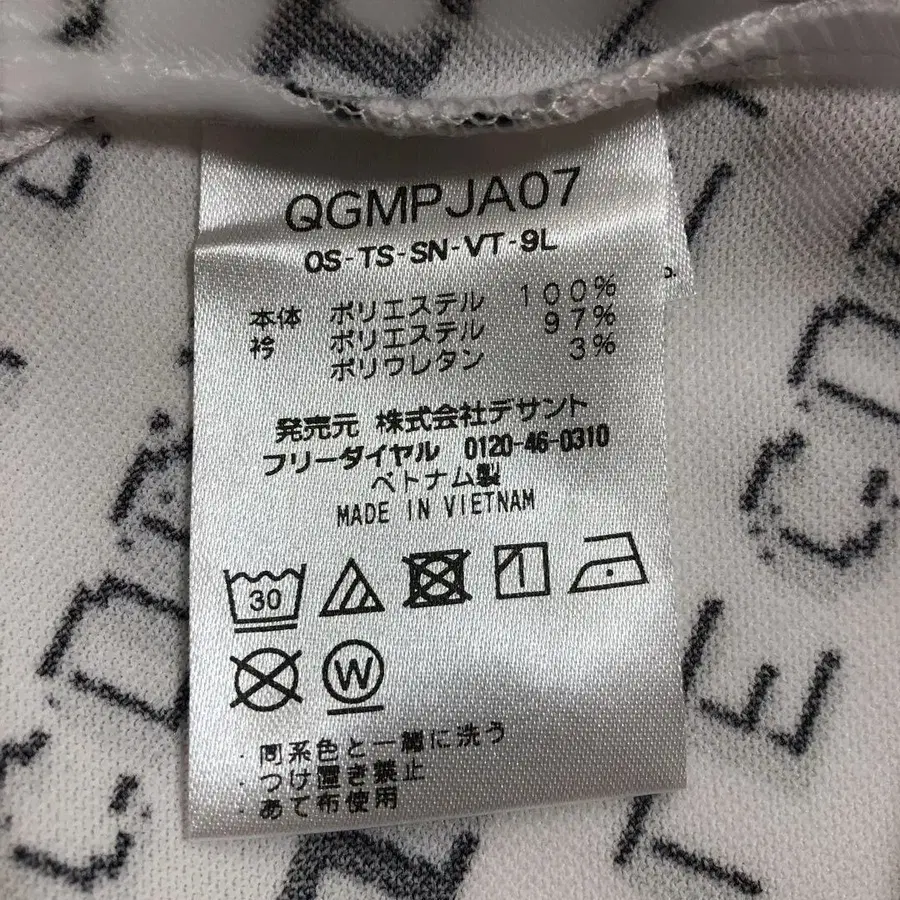 QGMPJA07
OS-TS-SN-VT-9L
本体 ポリエステル 100%
衿 ポリエステル 97%
ポリウレタン 3%
発売元 株式会社デサント
フリーダイヤル 0120-46-0310
ベトナム製
MADE IN VIETNAM
30
W
・同系色と一緒に洗う
・つけ置き禁止
・あて布使用